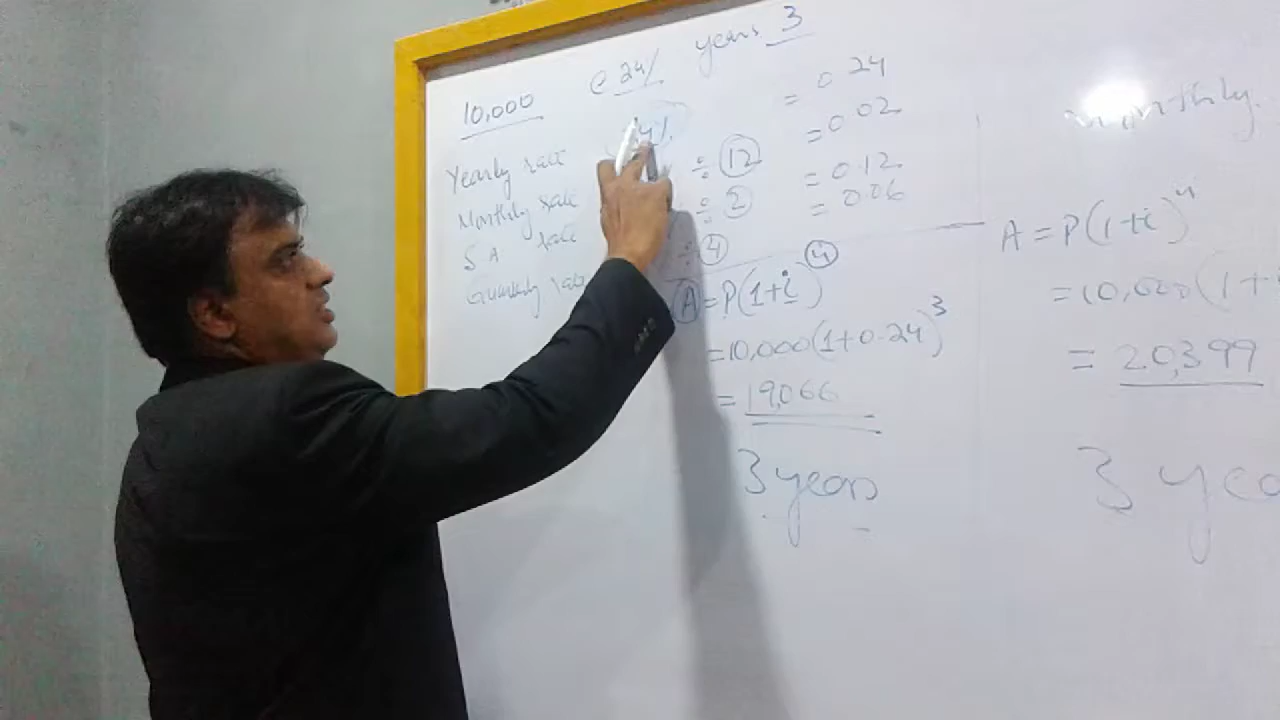 10,000 @ 24% years 3
Yearly rate 4% = 0.24
Monthly rate ÷ 12 = 0.02
S A rate ÷ 2 = 0.12
Quarterly rate ÷ 4 = 0.06
A = P(1+i)^n
= 10,000(1+0.24)^3
= 19,066
3 years
Monthly.
A = P(1+i)^n
= 10,000(1+
= 20,399
3 yea